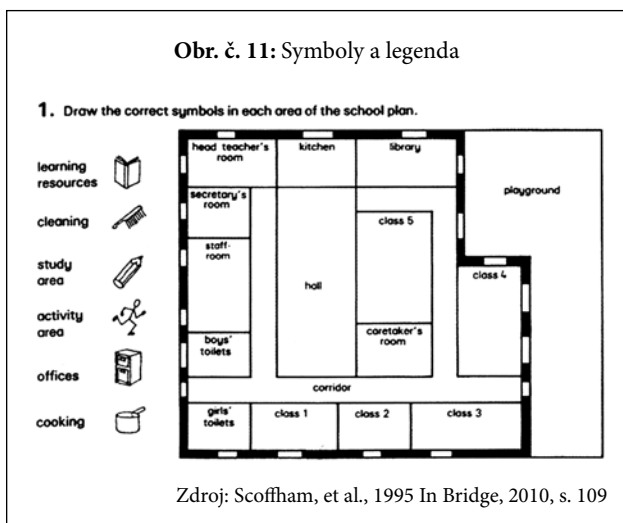 Obr. č. 11: Symboly a legenda
1. Draw the correct symbols in each area of the school plan.
learning
resources
cleaning
study
area
activity
area
offices
cooking
head teacher's
room
kitchen
library
playground
secretary's
room
staff-
room
class 5
class 4
hall
boys'
toilets
caretaker's
room
corridor
girls'
toilets
class 1
class 2
class 3
Zdroj: Scoffham, et al., 1995 In Bridge, 2010, s. 109